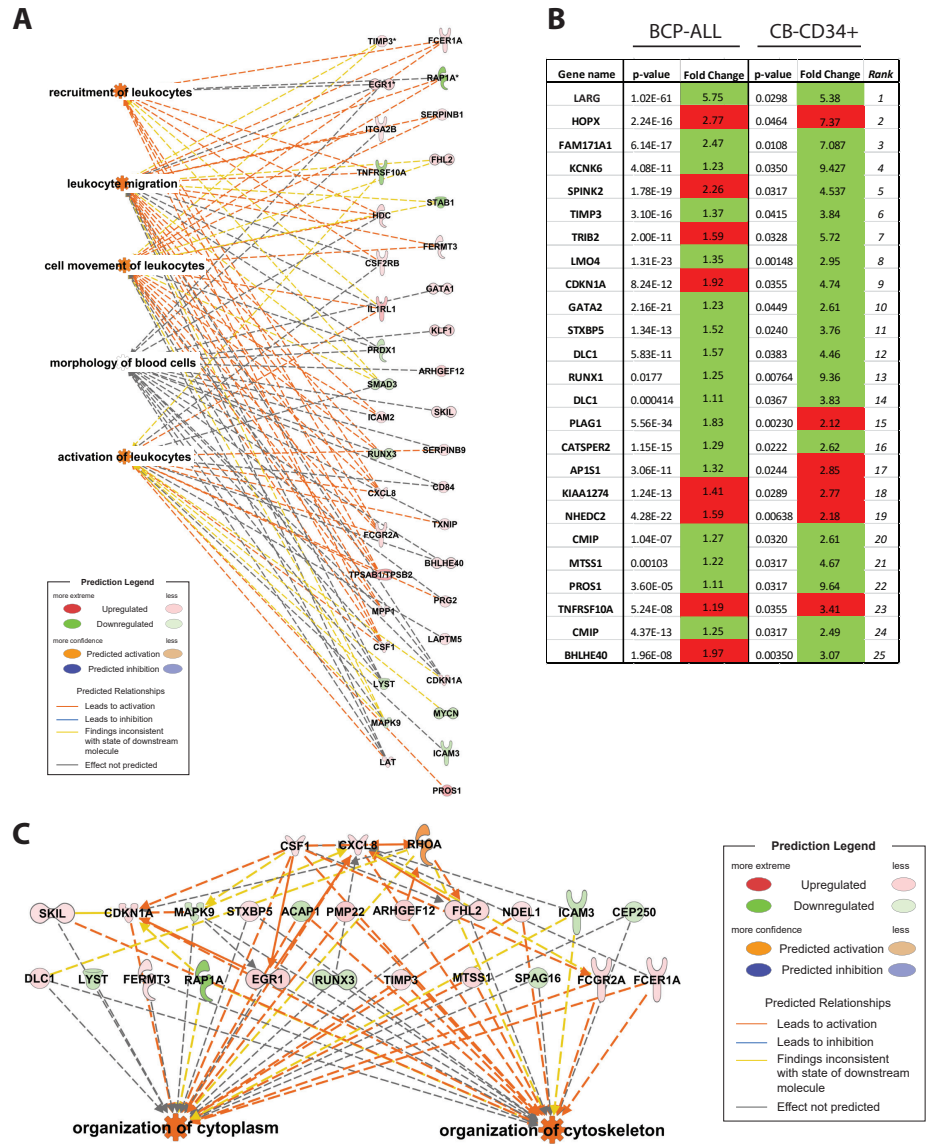 A
TIMP3*
FCER1A
EGR1*
RAP1A*
recruitment of leukocytes
SERPINB1
ITGA2B
FHL2
TNFRSF10A
leukocyte migration
STAB1
HDC
FERMT3
cell movement of leukocytes
CSF2RB
GATA1
IL1RL1
KLF1
PRDX1
morphology of blood cells
ARHGEF12
SMAD3
SKIL
ICAM2
SERPINB9
activation of leukocytes
RUNX3
CD84
CXCL8
TXNIP
FCGR2A
BHLHE40
TPSAB1/TPSB2
PRG2
MPP1
LAPTM5
CSF1
CDKN1A
LYST
MYCN
MAPK9
ICAM3
LAT
PROS1
Prediction Legend
more extreme less
Upregulated
Downregulated
more confidence less
Predicted activation
Predicted inhibition
Predicted Relationships
Leads to activation
Leads to inhibition
Findings inconsistent
with state of downstream
molecule
Effect not predicted
B
BCP-ALL CB-CD34+
Gene name p-value Fold Change p-value Fold Change Rank
LARG 1.02E-61 5.75 0.0298 5.38 1
HOPX 2.24E-16 2.77 0.0464 7.37 2
FAM171A1 6.14E-17 2.47 0.0108 7.087 3
KCNK6 4.08E-11 1.23 0.0350 9.427 4
SPINK2 1.78E-19 2.26 0.0317 4.537 5
TIMP3 3.10E-16 1.37 0.0415 3.84 6
TRIB2 2.00E-11 1.59 0.0328 5.72 7
LMO4 1.31E-23 1.35 0.00148 2.95 8
CDKN1A 8.24E-12 1.92 0.0355 4.74 9
GATA2 2.16E-21 1.23 0.0449 2.61 10
STXBP5 1.34E-13 1.52 0.0240 3.76 11
DLC1 5.83E-11 1.57 0.0383 4.46 12
RUNX1 0.0177 1.25 0.00764 9.36 13
DLC1 0.000414 1.11 0.0367 3.83 14
PLAG1 5.56E-34 1.83 0.00230 2.12 15
CATSPER2 1.15E-15 1.29 0.0222 2.62 16
AP1S1 3.06E-11 1.32 0.0244 2.85 17
KIAA1274 1.24E-13 1.41 0.0289 2.77 18
NHEDC2 4.28E-22 1.59 0.00638 2.18 19
CMIP 1.04E-07 1.27 0.0320 2.61 20
MTSS1 0.00103 1.22 0.0317 4.67 21
PROS1 3.60E-05 1.11 0.0317 9.64 22
TNFRSF10A 5.24E-08 1.19 0.0355 3.41 23
CMIP 4.37E-13 1.25 0.0317 2.49 24
BHLHE40 1.96E-08 1.97 0.00350 3.07 25
C
CSF1 CXCL8 RHOA
SKIL CDKN1A MAPK9 STXBP5 ACAP1 PMP22 ARHGEF12 FHL2 NDEL1 ICAM3 CEP250
DLC1 LYST FERMT3 RAP1A EGR1 RUNX3 TIMP3 MTSS1 SPAG16 FCGR2A FCER1A
organization of cytoplasm organization of cytoskeleton
Prediction Legend
more extreme less
Upregulated
Downregulated
more confidence less
Predicted activation
Predicted inhibition
Predicted Relationships
Leads to activation
Leads to inhibition
Findings inconsistent
with state of downstream
molecule
Effect not predicted